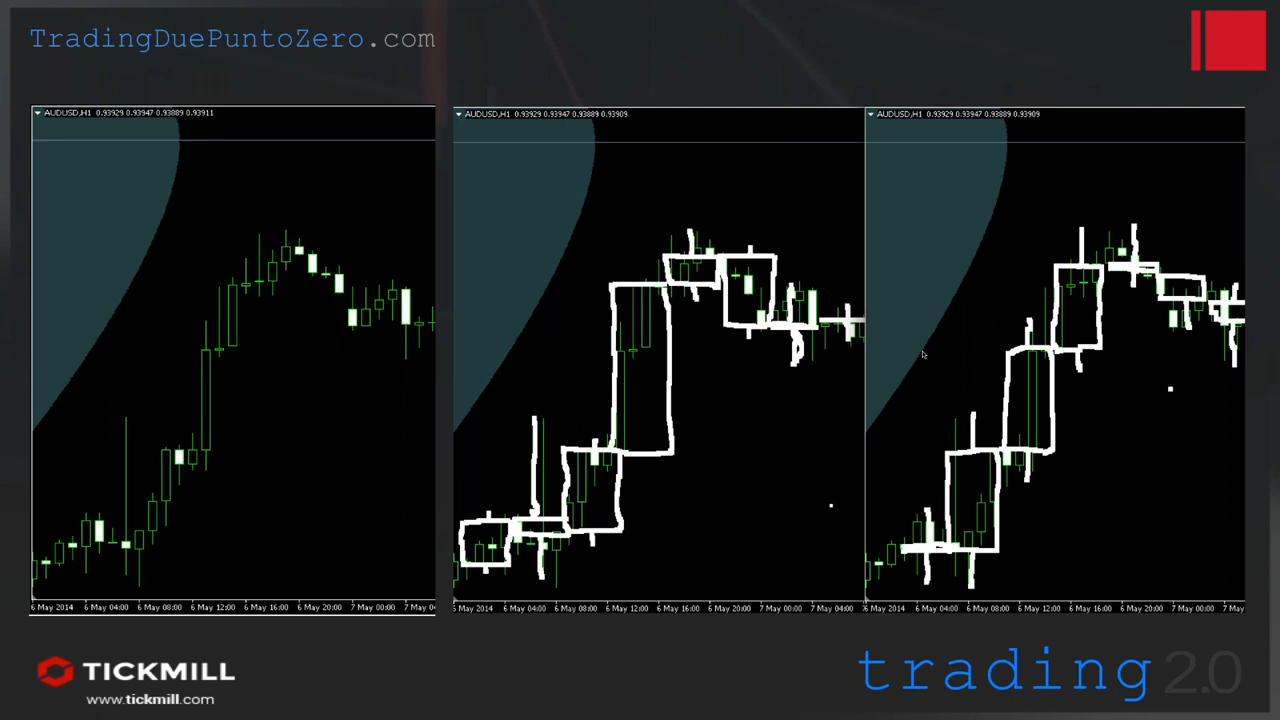 TradingDuePuntoZero.com
AUDUSD,H1 0.93929 0.93947 0.93889 0.93911
AUDUSD,H1 0.93929 0.93947 0.93889 0.93909
AUDUSD,H1 0.93929 0.93947 0.93889 0.93909
6 May 2014 6 May 04:00 6 May 08:00 6 May 12:00 6 May 16:00 6 May 20:00 7 May 00:00 7 May 04
6 May 2014 6 May 04:00 6 May 08:00 6 May 12:00 6 May 16:00 6 May 20:00 7 May 00:00 7 May 04:00
6 May 2014 6 May 04:00 6 May 08:00 6 May 12:00 6 May 16:00 6 May 20:00 7 May 00:00 7 May
TICKMILL
www.tickmill.com
trading 2.0